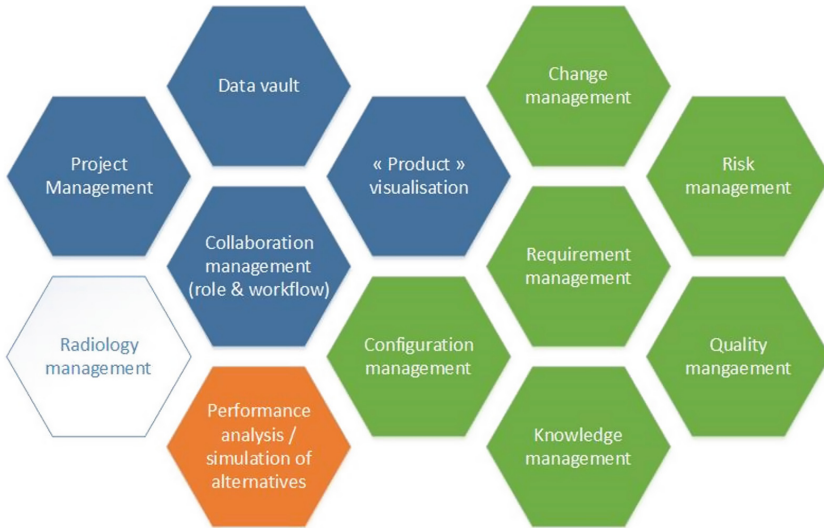 Data vault
Change
management
Project
Management
« Product »
visualisation
Risk
management
Collaboration
management
(role & workflow)
Requirement
management
Radiology
management
Configuration
management
Quality
mangaement
Performance
analysis /
simulation of
alternatives
Knowledge
management